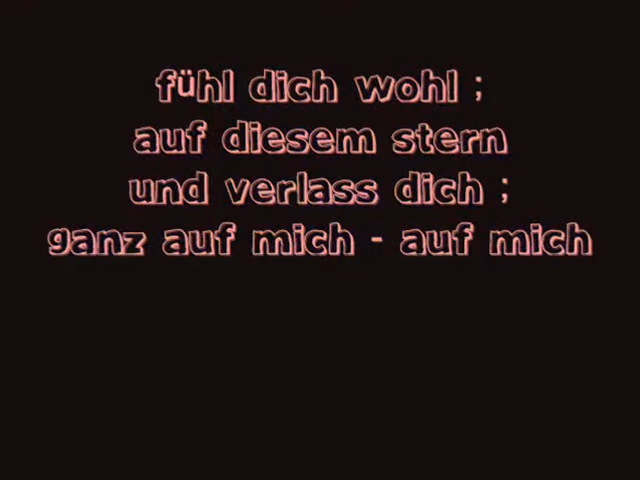 fühl dich wohl ;
auf diesem stern
und verlass dich ;
ganz auf mich - auf mich